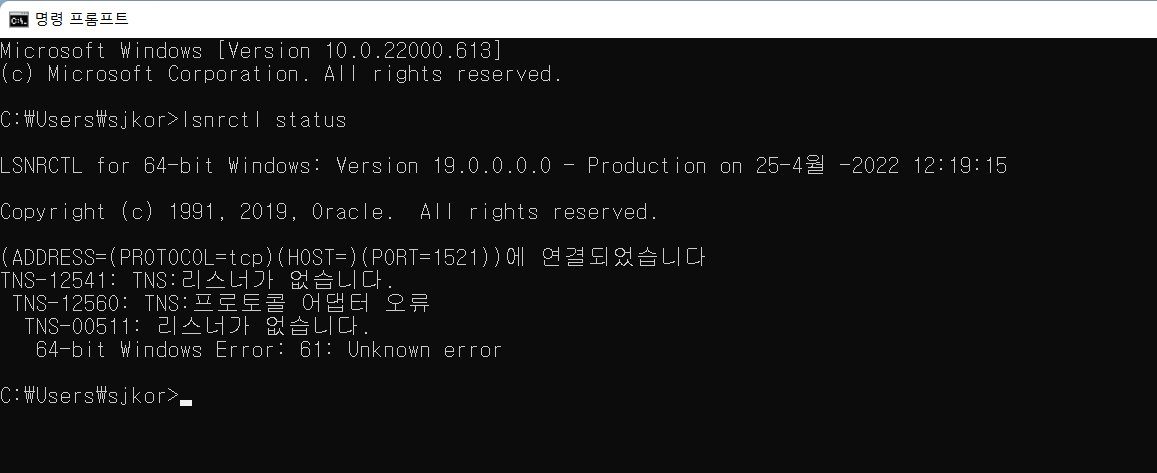 명령 프롬프트
Microsoft Windows [Version 10.0.22000.613]
(c) Microsoft Corporation. All rights reserved.
C:₩Users₩sjkor>lsnrctl status
LSNRCTL for 64-bit Windows: Version 19.0.0.0.0 - Production on 25-4월 -2022 12:19:15
Copyright (c) 1991, 2019, Oracle.  All rights reserved.
(ADDRESS=(PROTOCOL=tcp)(HOST=)(PORT=1521))에 연결되었습니다
TNS-12541: TNS:리스너가 없습니다.
 TNS-12560: TNS:프로토콜 어댑터 오류
  TNS-00511: 리스너가 없습니다.
   64-bit Windows Error: 61: Unknown error
C:₩Users₩sjkor>